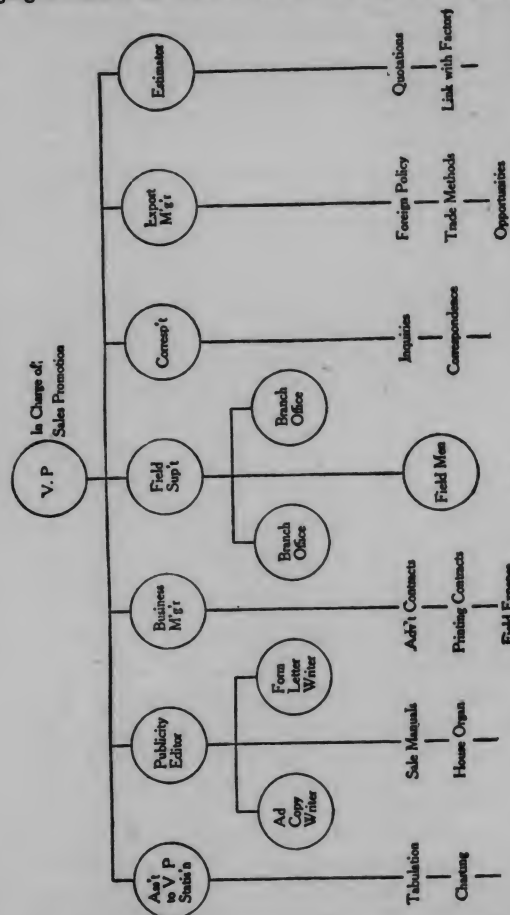 V. P
In Charge of;
Sales Promotion
Ass't
to V. P
Statis'n
Publicity
Editor
Business
M'g'r
Field
Sup't
Corresp't
Export
M'g'r
Estimator
Ad
Copy
Writer
Form
Letter
Writer
Branch
Office
Branch
Office
Tabulation
Charting
Sale Manuals
House Organ
Adv't Contracts
Printing Contracts
Field Expense
Field Men
Inquiries
Correspondence
Foreign Policy
Trade Methods
Opportunities
Quotations
Link with Factory